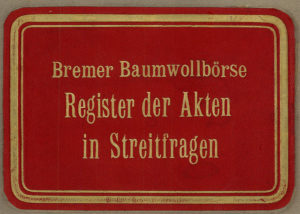 Bremer Baumwollbörse
Register der Akten
in Streitfragen